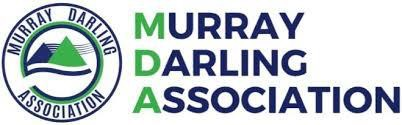 MURRAY DARLING
ASSOCIATION
MURRAY
DARLING
ASSOCIATION